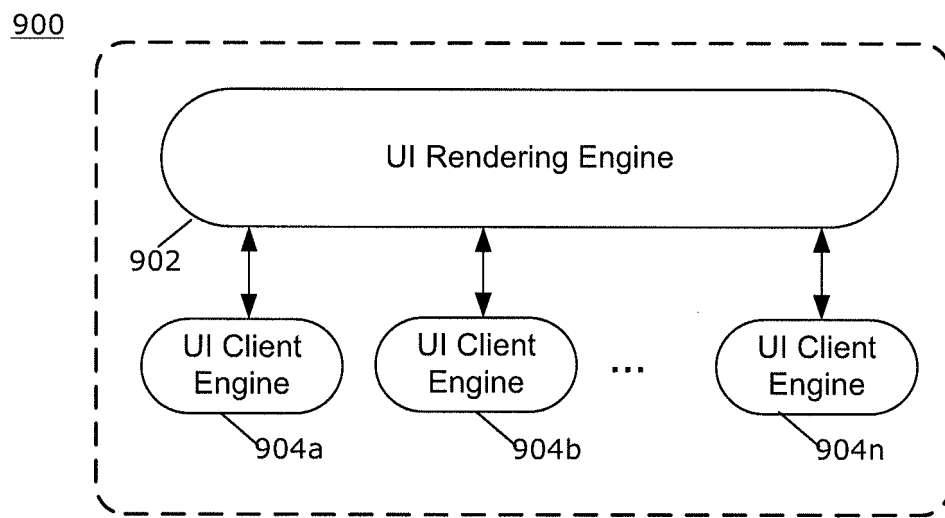 900
UI Rendering Engine
902
UI Client
Engine
UI Client
Engine
...
UI Client
Engine
904a
904b
904n